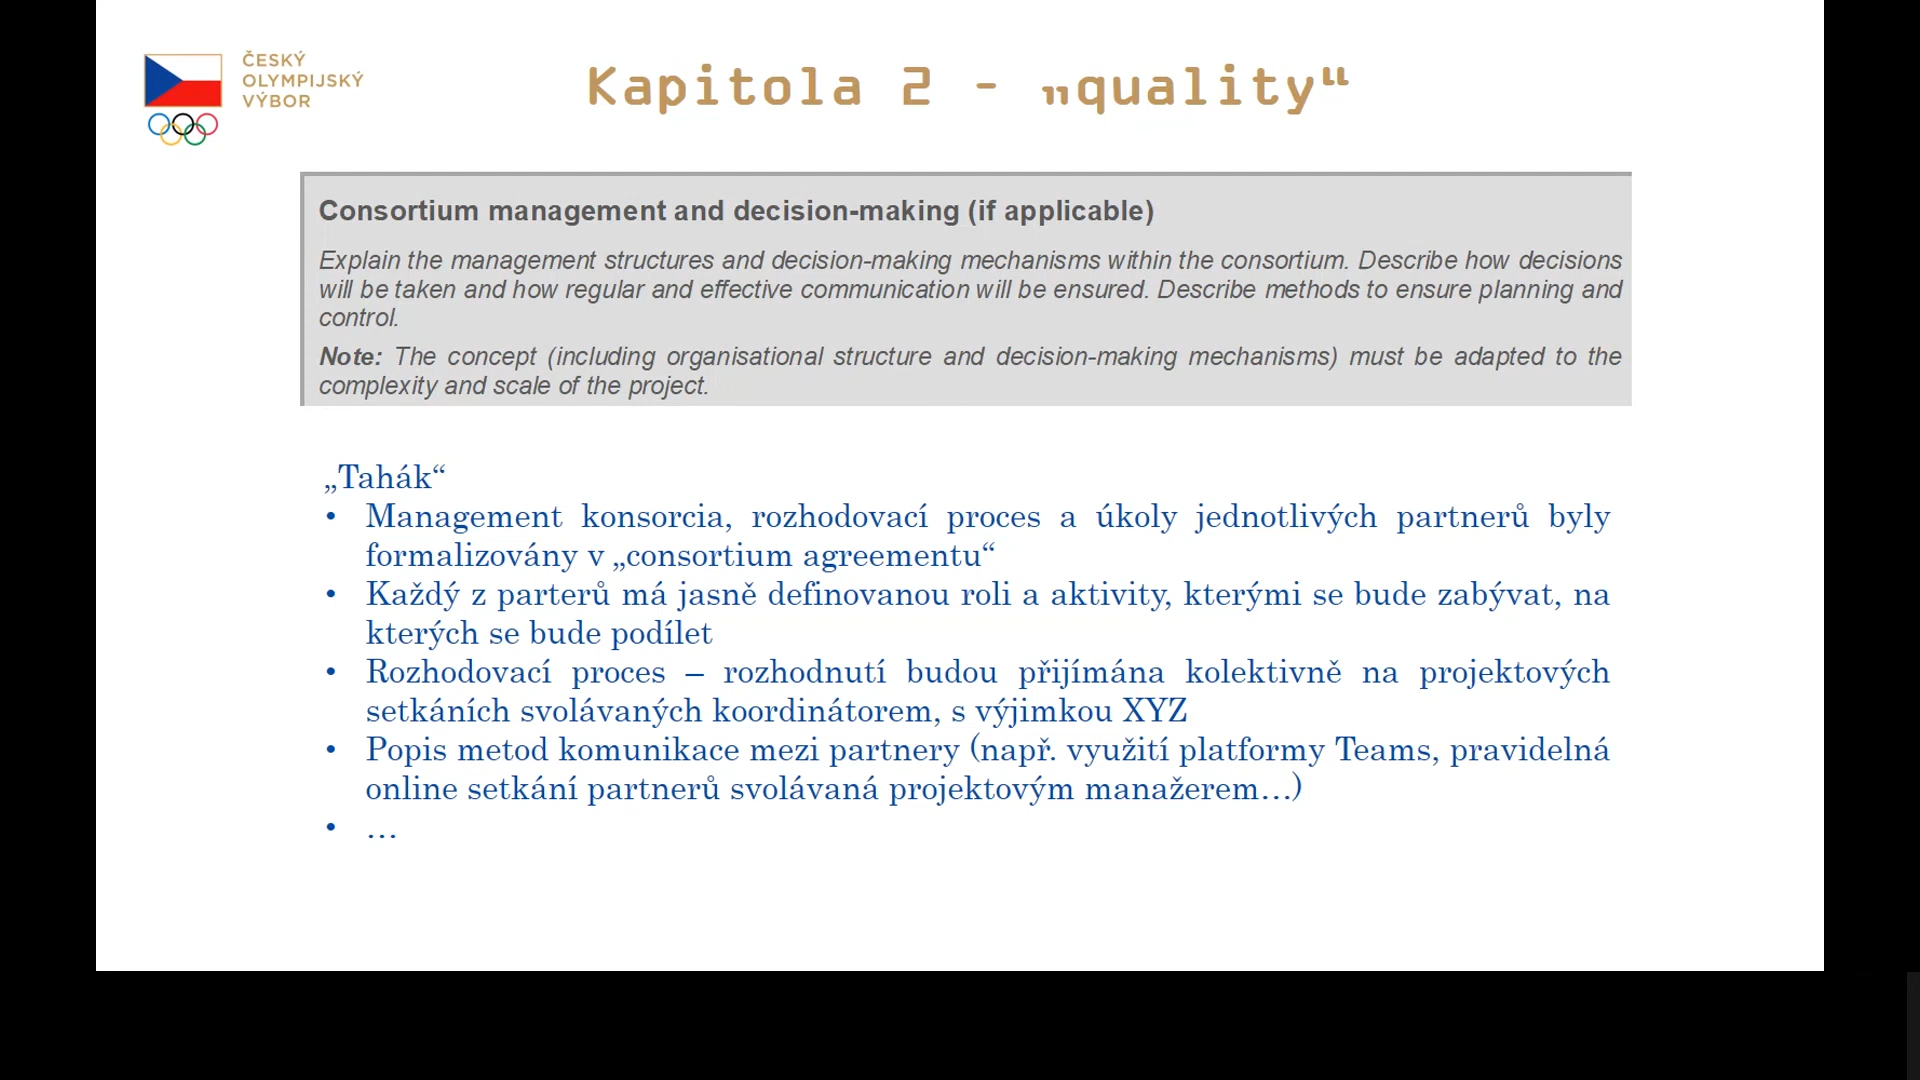 ČESKÝ
OLYMPIJSKÝ
VÝBOR
Kapitola 2 - „quality“
Consortium management and decision-making (if applicable)
Explain the management structures and decision-making mechanisms within the consortium. Describe how decisions
will be taken and how regular and effective communication will be ensured. Describe methods to ensure planning and
control.
Note: The concept (including organisational structure and decision-making mechanisms) must be adapted to the
complexity and scale of the project.
„Tahák“
• Management konsorcia, rozhodovací proces a úkoly jednotlivých partnerů byly
formalizovány v „consortium agreementu“
• Každý z parterů má jasně definovanou roli a aktivity, kterými se bude zabývat, na
kterých se bude podílet
• Rozhodovací proces – rozhodnutí budou přijímána kolektivně na projektových
setkáních svolávaných koordinátorem, s výjimkou XYZ
• Popis metod komunikace mezi partnery (např. využití platformy Teams, pravidelná
online setkání partnerů svolávaná projektovým manažerem…)
• …